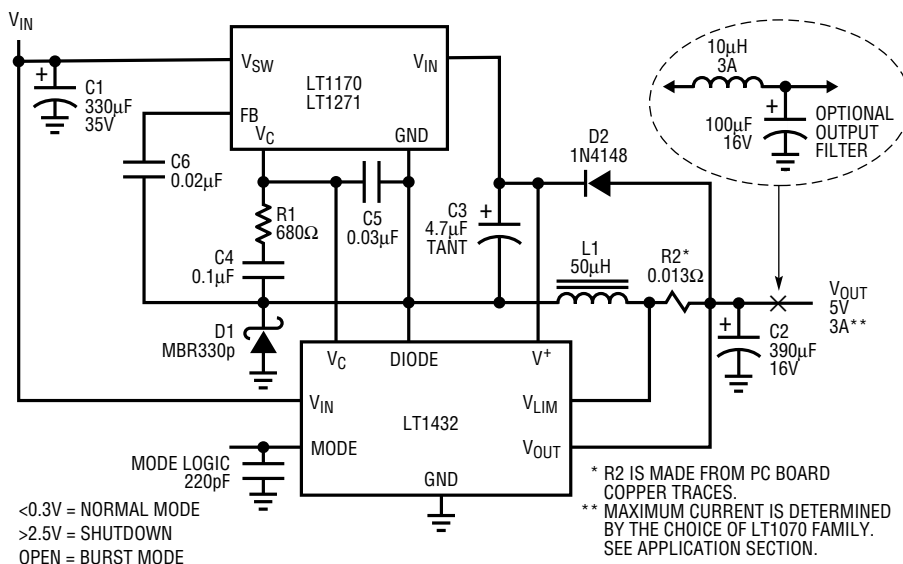 VIN
VSW
LT1170
LT1271
VIN
FB
VC
GND
+
C1
330µF
35V
C6
0.02µF
R1
680Ω
C4
0.1µF
C5
0.03µF
+
C3
4.7µF
TANT
D2
1N4148
L1
50µH
R2*
0.013Ω
10µH
3A
+
100µF
16V
OPTIONAL
OUTPUT
FILTER
VOUT
5V
3A**
+
C2
390µF
16V
D1
MBR330p
VC
DIODE
V+
VIN
LT1432
VLIM
MODE
VOUT
GND
MODE LOGIC
220pF
<0.3V = NORMAL MODE
>2.5V = SHUTDOWN
OPEN = BURST MODE
* R2 IS MADE FROM PC BOARD
COPPER TRACES.
** MAXIMUM CURRENT IS DETERMINED
BY THE CHOICE OF LT1070 FAMILY.
SEE APPLICATION SECTION.